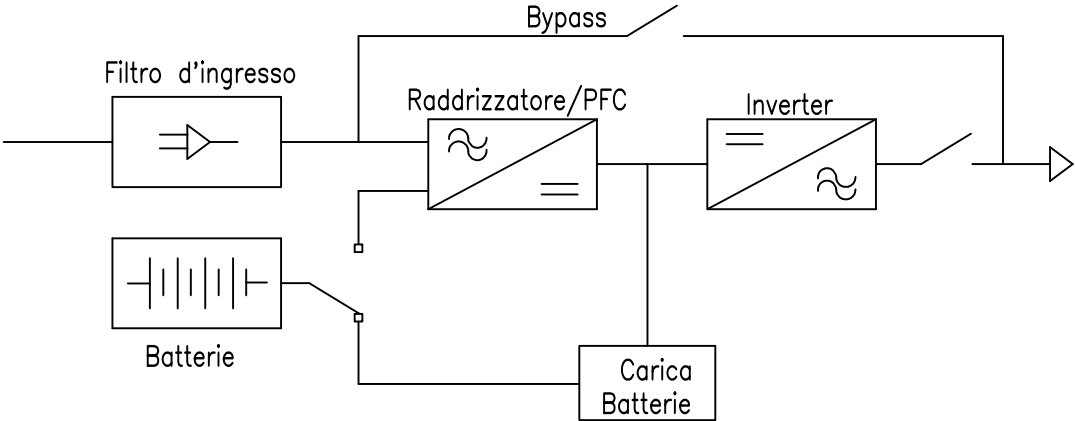 Bypass
Filtro d'ingresso
Raddrizzatore/PFC
Inverter
Batterie
Carica
Batterie